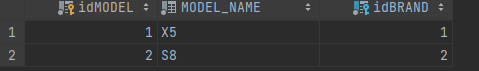 idMODEL MODEL_NAME idBRAND
1 1 X5 1
2 2 S8 2